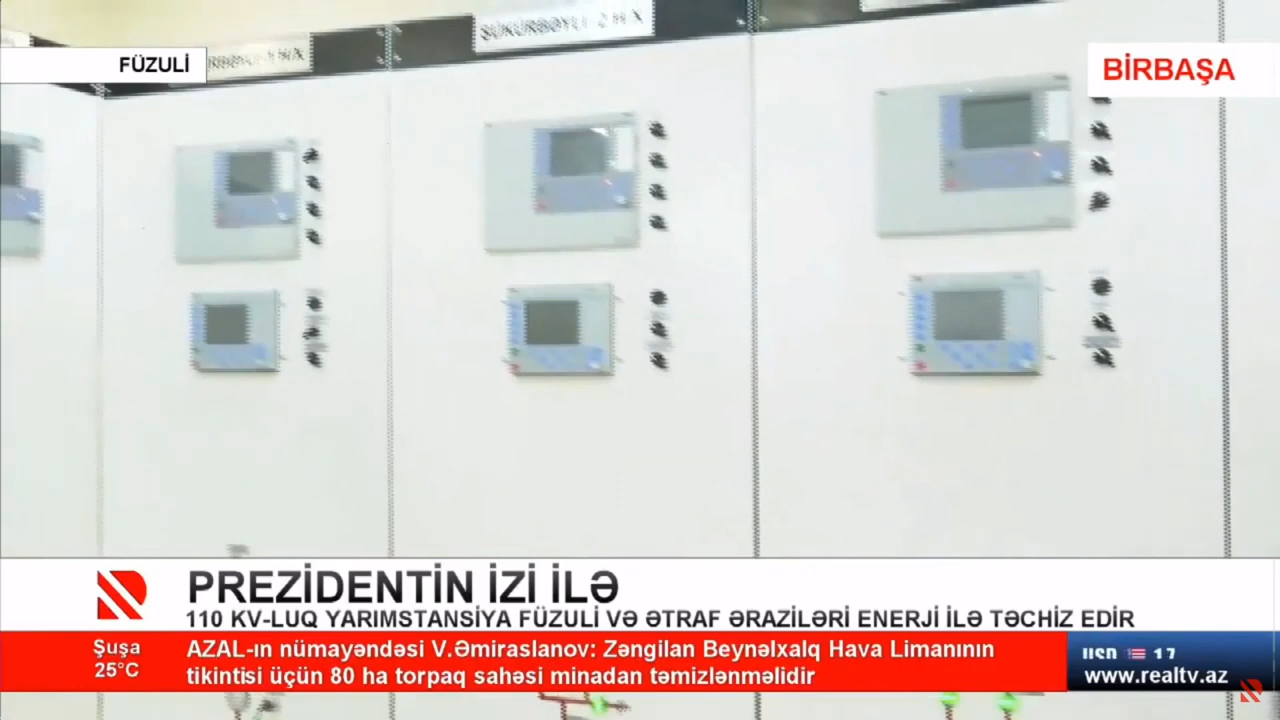 ŞÜKÜRBƏYLİ - 2 H X
FÜZULİ
BİRBAŞA
PREZİDENTİN İZİ İLƏ
110 KV-LUQ YARIMSTANSİYA FÜZULİ VƏ ƏTRAF ƏRAZİLƏRİ ENERJİ İLƏ TƏCHİZ EDİR
Şuşa
25°C
AZAL-ın nümayəndəsi V.Əmiraslanov: Zəngilan Beynəlxalq Hava Limanının
tikintisi üçün 80 ha torpaq sahəsi minadan təmizlənməlidir
www.realtv.az